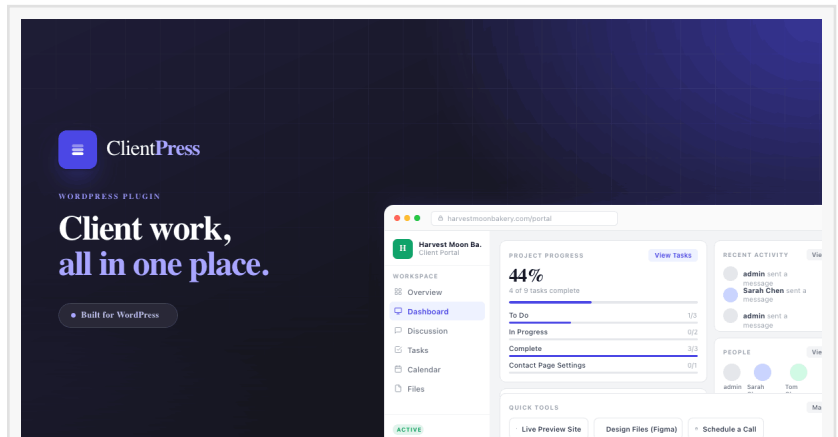 ClientPress
WORDPRESS PLUGIN
Client work,
all in one place.
Built for WordPress
harvestmoonbakery.com/portal
H
Harvest Moon Ba.
Client Portal
WORKSPACE
Overview
Dashboard
Discussion
Tasks
Calendar
Files
ACTIVE
PROJECT PROGRESS
View Tasks
44%
4 of 9 tasks complete
To Do 1/3
In Progress 0/2
Complete 3/3
Contact Page Settings 0/1
RECENT ACTIVITY
admin sent a
message
Sarah Chen sent a
message
admin sent a
message
PEOPLE
admin Sarah Tom
QUICK TOOLS
Live Preview Site
Design Files (Figma)
Schedule a Call